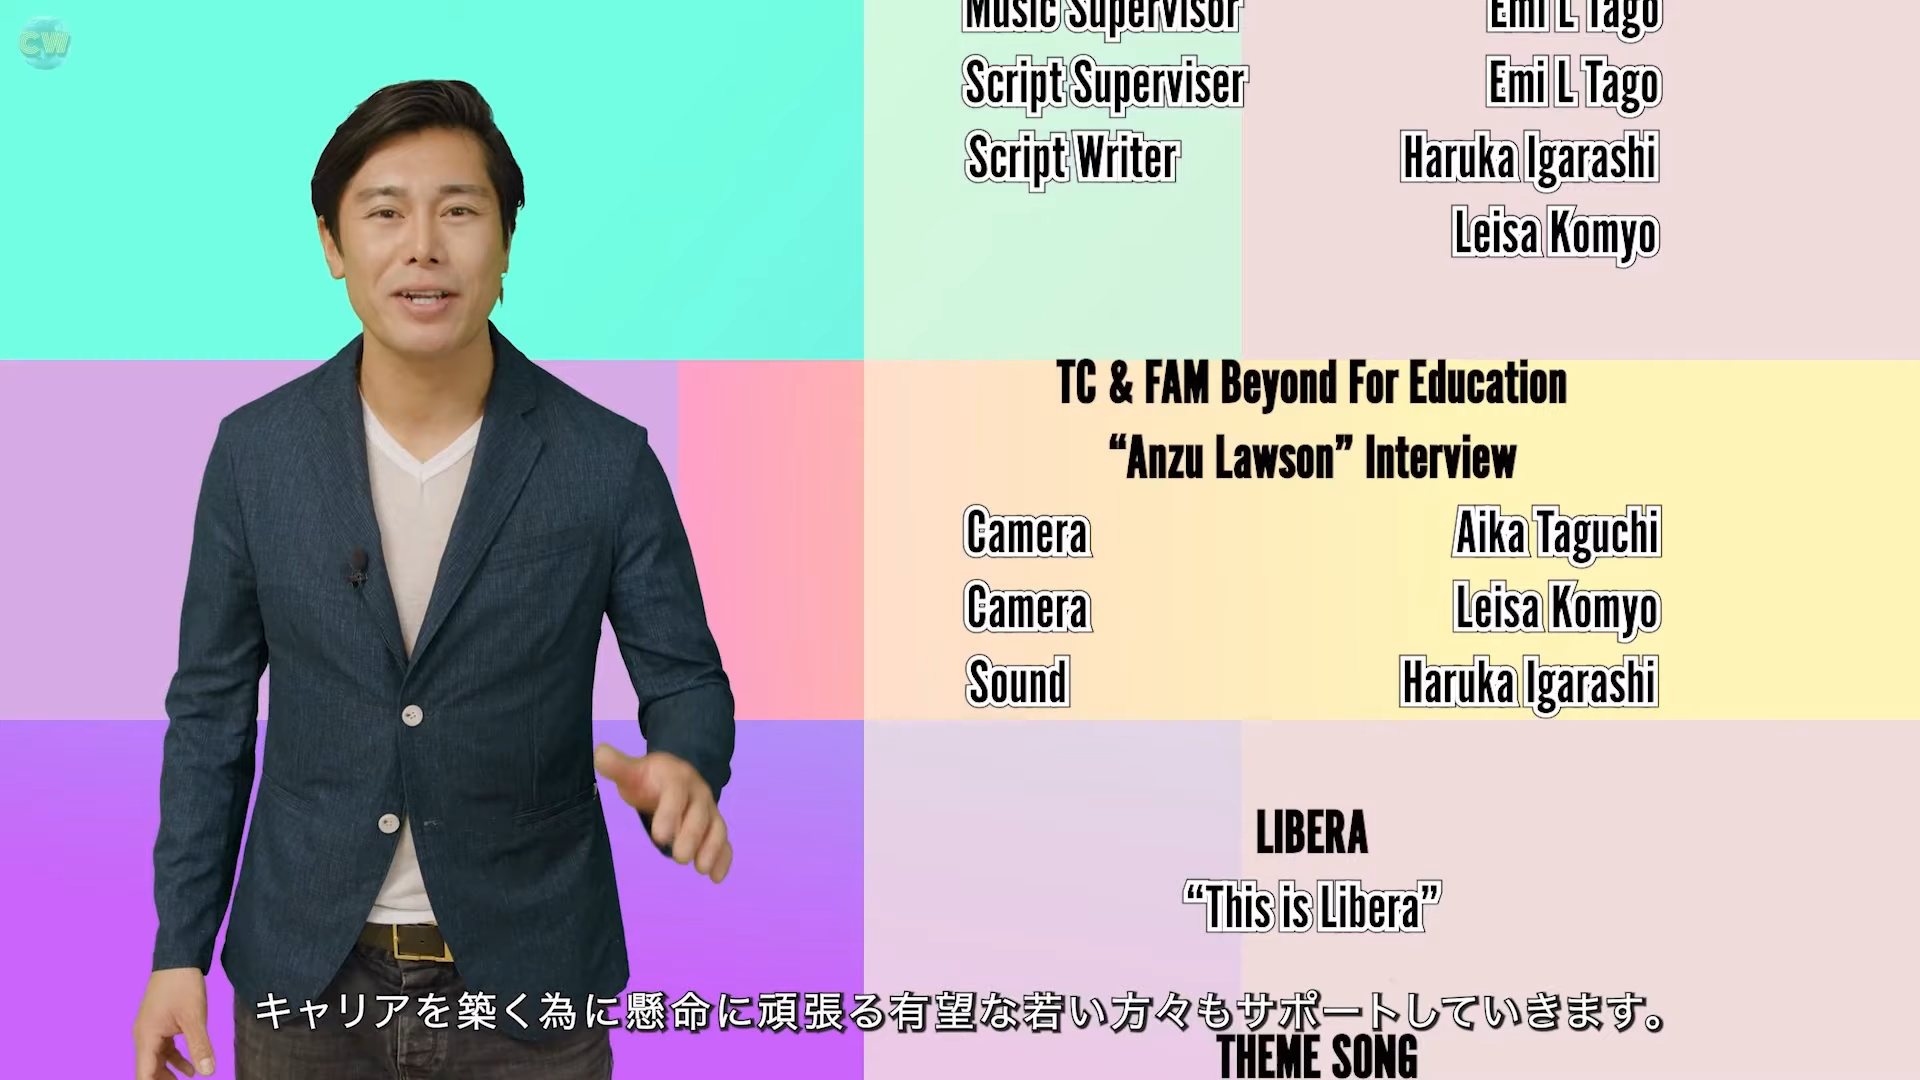 CW
Music Supervisor Emi L Tago
Script Superviser Emi L Tago
Script Writer Haruka Igarashi
Leisa Komyo
TC & FAM Beyond For Education
“Anzu Lawson” Interview
Camera Aika Taguchi
Camera Leisa Komyo
Sound Haruka Igarashi
LIBERA
“This is Libera”
キャリアを築く為に懸命に頑張る有望な若い方々もサポートしていきます。
THEME SONG